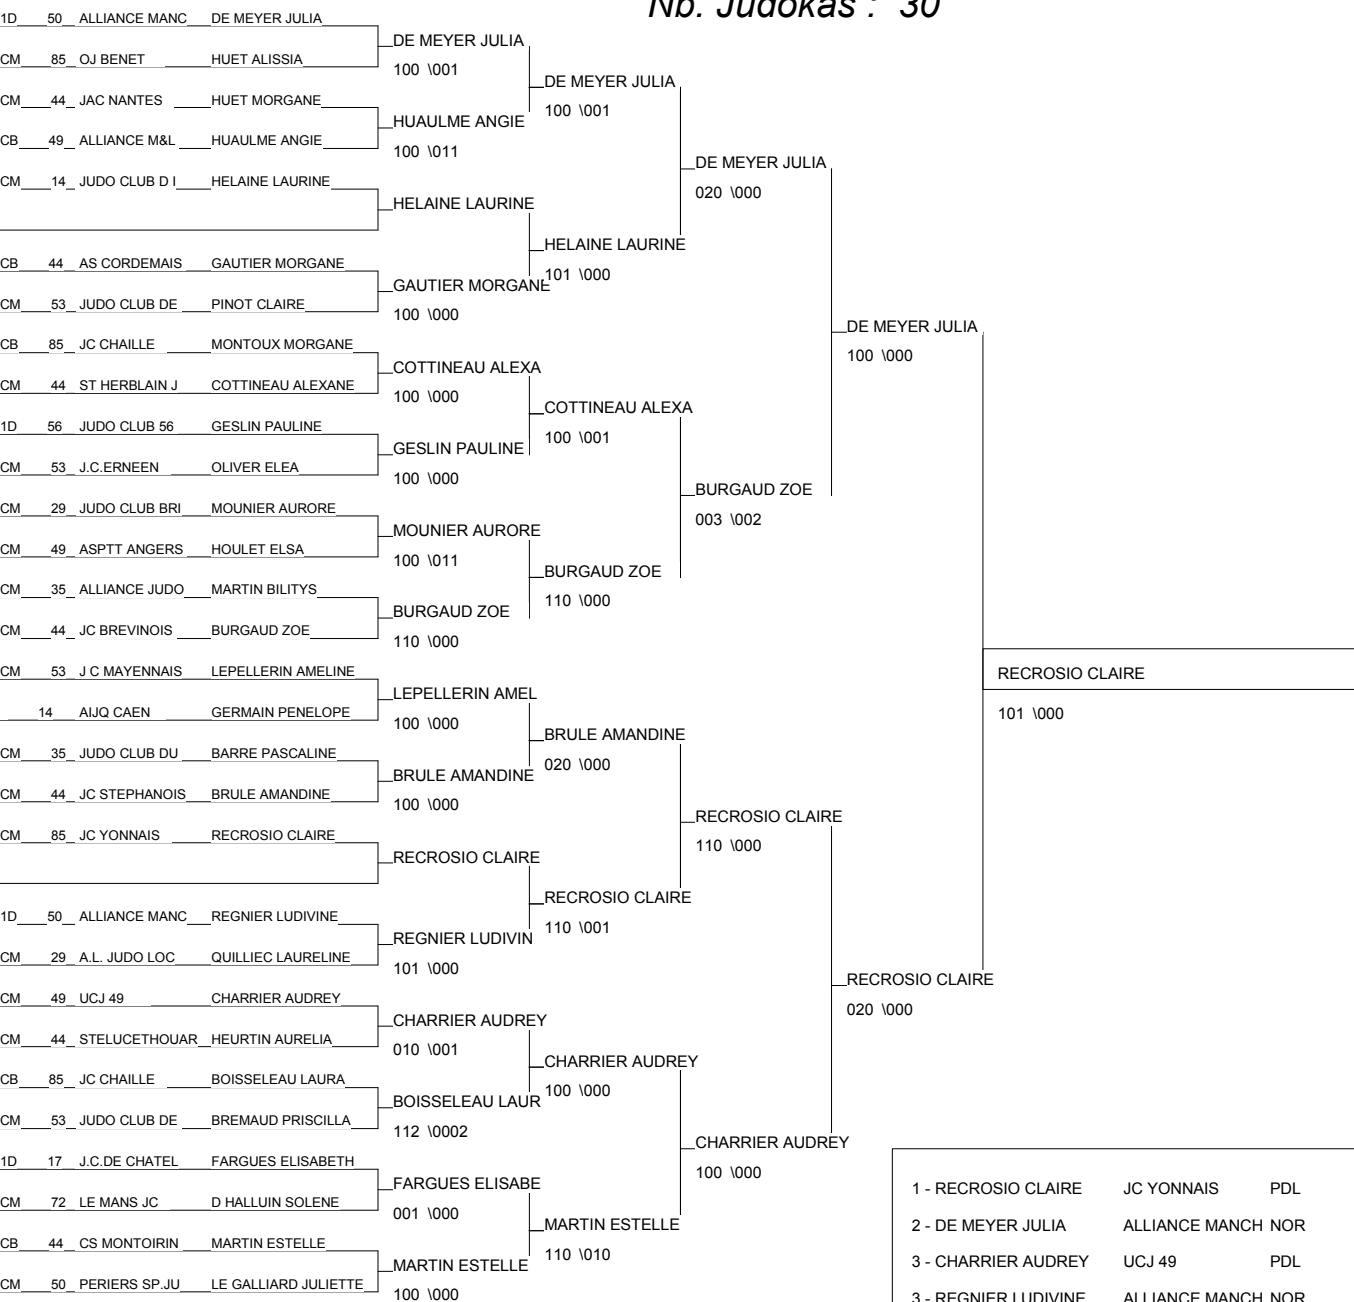 Nb. Judokas : 30
1D 50 ALLIANCE MANC DE MEYER JULIA
CM 85 OJ BENET HUET ALISSIA
CM 44 JAC NANTES HUET MORGANE
CB 49 ALLIANCE M&L HUAULME ANGIE
CM 14 JUDO CLUB D I HELAINE LAURINE
CB 44 AS CORDEMAIS GAUTIER MORGANE
CM 53 JUDO CLUB DE PINOT CLAIRE
CB 85 JC CHAILLE MONTOUX MORGANE
CM 44 ST HERBLAIN J COTTINEAU ALEXANE
1D 56 JUDO CLUB 56 GESLIN PAULINE
CM 53 J.C.ERNEEN OLIVER ELEA
CM 29 JUDO CLUB BRI MOUNIER AURORE
CM 49 ASPTT ANGERS HOULET ELSA
CM 35 ALLIANCE JUDO MARTIN BILITYS
CM 44 JC BREVINOIS BURGAUD ZOE
CM 53 J C MAYENNAIS LEPELLERIN AMELINE
14 AIJQ CAEN GERMAIN PENELOPE
CM 35 JUDO CLUB DU BARRE PASCALINE
CM 44 JC STEPHANOIS BRULE AMANDINE
CM 85 JC YONNAIS RECROSIO CLAIRE
1D 50 ALLIANCE MANC REGNIER LUDIVINE
CM 29 A.L. JUDO LOC QUILLIEC LAURELINE
CM 49 UCJ 49 CHARRIER AUDREY
CM 44 STELUCETHOUAR HEURTIN AURELIA
CB 85 JC CHAILLE BOISSELEAU LAURA
CM 53 JUDO CLUB DE BREMAUD PRISCILLA
1D 17 J.C.DE CHATEL FARGUES ELISABETH
CM 72 LE MANS JC D HALLUIN SOLENE
CB 44 CS MONTOIRIN MARTIN ESTELLE
CM 50 PERIERS SP.JU LE GALLIARD JULIETTE
DE MEYER JULIA
100 \001
HUAULME ANGIE
100 \011
HELAINE LAURINE
GAUTIER MORGANE
100 \000
COTTINEAU ALEXA
100 \000
GESLIN PAULINE
100 \000
MOUNIER AURORE
100 \011
BURGAUD ZOE
110 \000
LEPELLERIN AMEL
100 \000
BRULE AMANDINE
100 \000
RECROSIO CLAIRE
REGNIER LUDIVIN
101 \000
CHARRIER AUDREY
010 \001
BOISSELEAU LAUR
112 \0002
FARGUES ELISABE
001 \000
MARTIN ESTELLE
100 \000
DE MEYER JULIA
100 \001
HELAINE LAURINE
101 \000
COTTINEAU ALEXA
100 \001
BURGAUD ZOE
110 \000
BRULE AMANDINE
020 \000
RECROSIO CLAIRE
110 \001
CHARRIER AUDREY
100 \000
MARTIN ESTELLE
110 \010
DE MEYER JULIA
020 \000
BURGAUD ZOE
003 \002
RECROSIO CLAIRE
110 \000
CHARRIER AUDREY
100 \000
DE MEYER JULIA
100 \000
RECROSIO CLAIRE
020 \000
RECROSIO CLAIRE
101 \000
1 - RECROSIO CLAIRE JC YONNAIS PDL
2 - DE MEYER JULIA ALLIANCE MANCH NOR
3 - CHARRIER AUDREY UCJ 49 PDL
3 - REGNIER LUDIVINE ALLIANCE MANCH NOR